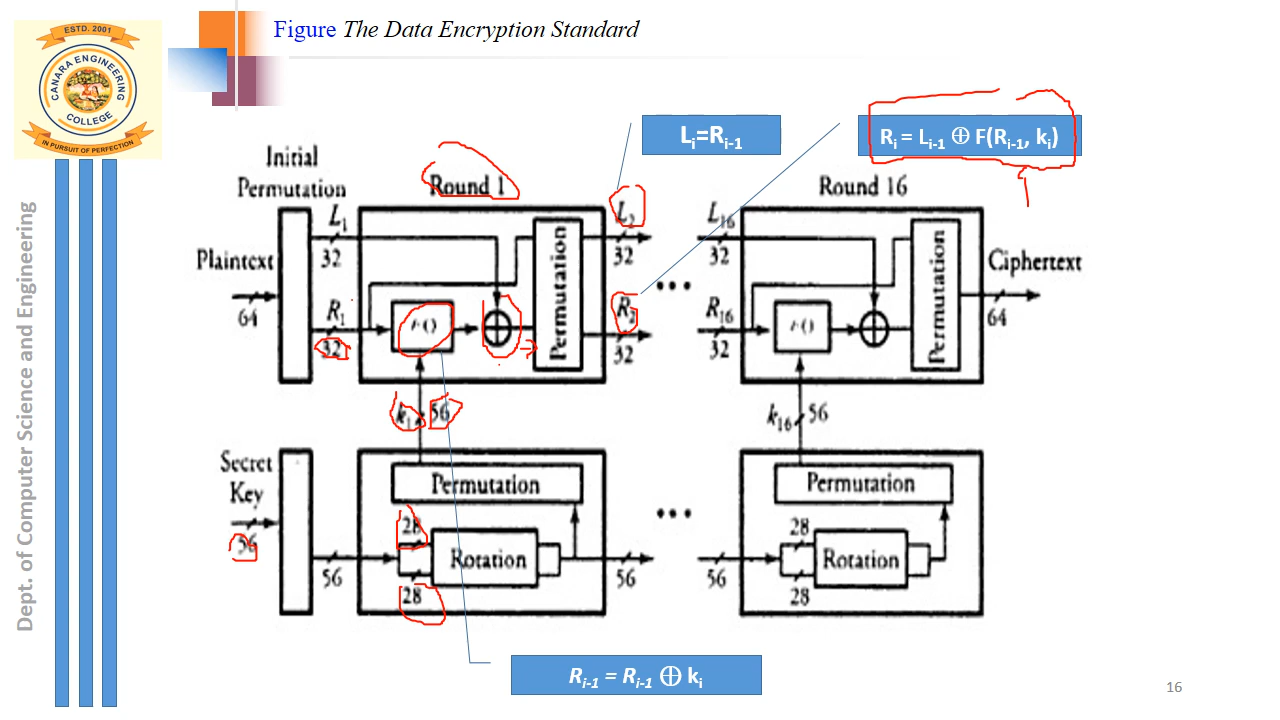 Figure The Data Encryption Standard
ESTD. 2001
CANARA ENGINEERING
COLLEGE
IN PURSUIT OF PERFECTION
Dept. of Computer Science and Engineering
Lᵢ=Rᵢ₋₁
Rᵢ = Lᵢ₋₁ ⊕ F(Rᵢ₋₁, kᵢ)
Initial
Permutation
Round 1
Round 16
L₁
L₂
L₁₆
32
32
32
Plaintext
64
Permutation
Permutation
Ciphertext
64
R₁
R₂
R₁₆
F()
⊕
F()
⊕
32
32
32
• • •
k₁
56
k₁₆
56
Secret
Key
56
Permutation
Permutation
• • •
28
28
Rotation
Rotation
56
56
56
28
28
Rᵢ₋₁ = Rᵢ₋₁ ⊕ kᵢ
16